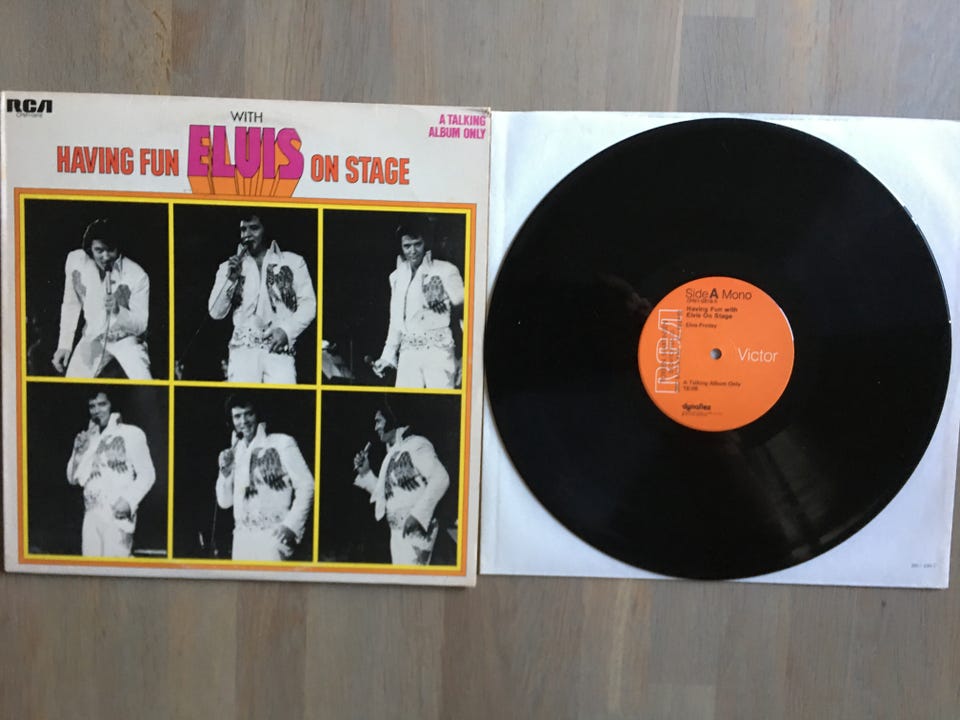 RCA
WITH
A TALKING
ALBUM ONLY
HAVING FUN ELVIS ON STAGE
Side A Mono
Having Fun with
Elvis On Stage
Elvis Presley
RCA
Victor
A Talking Album Only
dynaflex